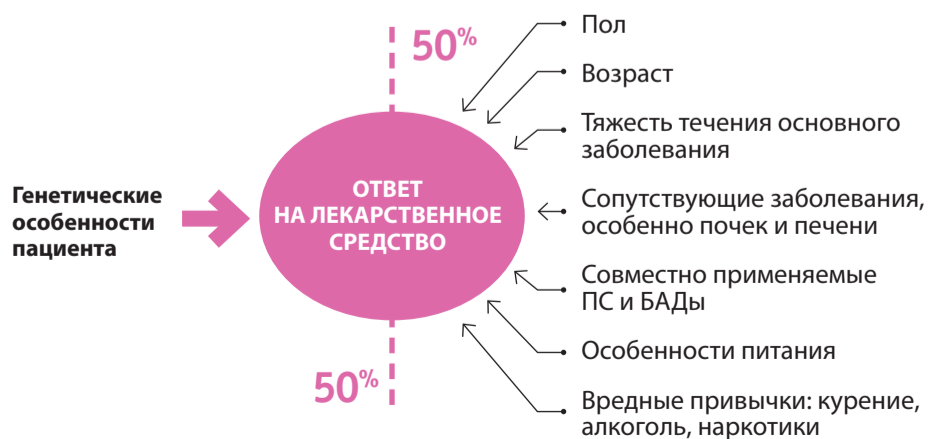 50%
Пол
Возраст
Тяжесть течения основного
заболевания
Генетические
особенности
пациента
ОТВЕТ
НА ЛЕКАРСТВЕННОЕ
СРЕДСТВО
Сопутствующие заболевания,
особенно почек и печени
Совместно применяемые
ПС и БАДы
Особенности питания
50%
Вредные привычки: курение,
алкоголь, наркотики